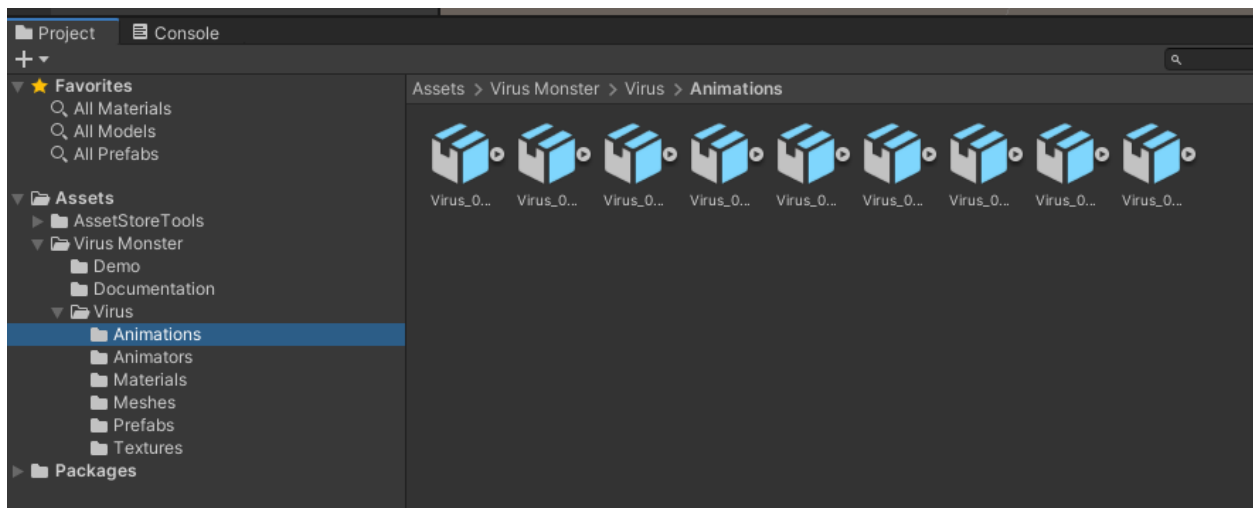 Project Console
Favorites
All Materials
All Models
All Prefabs
Assets
AssetStoreTools
Virus Monster
Demo
Documentation
Virus
Animations
Animators
Materials
Meshes
Prefabs
Textures
Packages
Assets > Virus Monster > Virus > Animations
Virus_0... Virus_0... Virus_0... Virus_0... Virus_0... Virus_0... Virus_0... Virus_0... Virus_0...